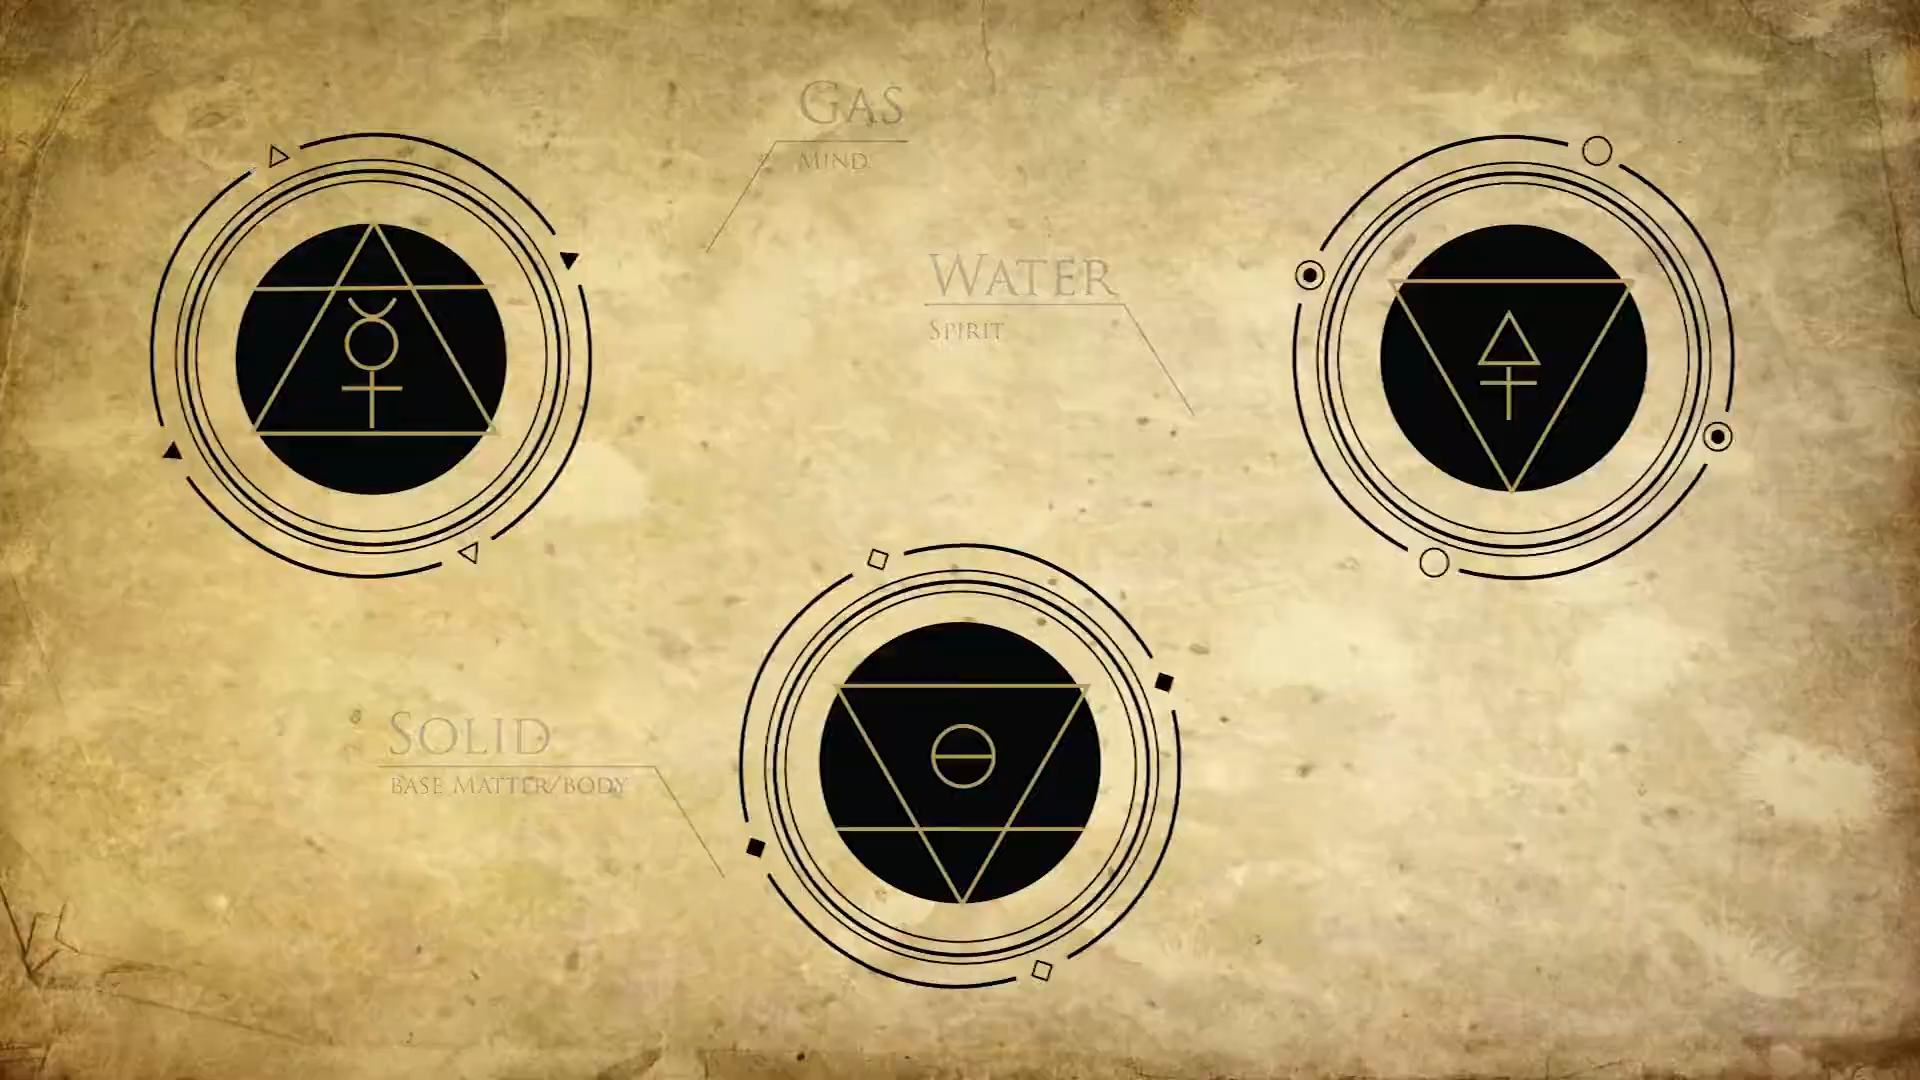 Gas
Mind
Water
Spirit
Solid
Base Matter/Body